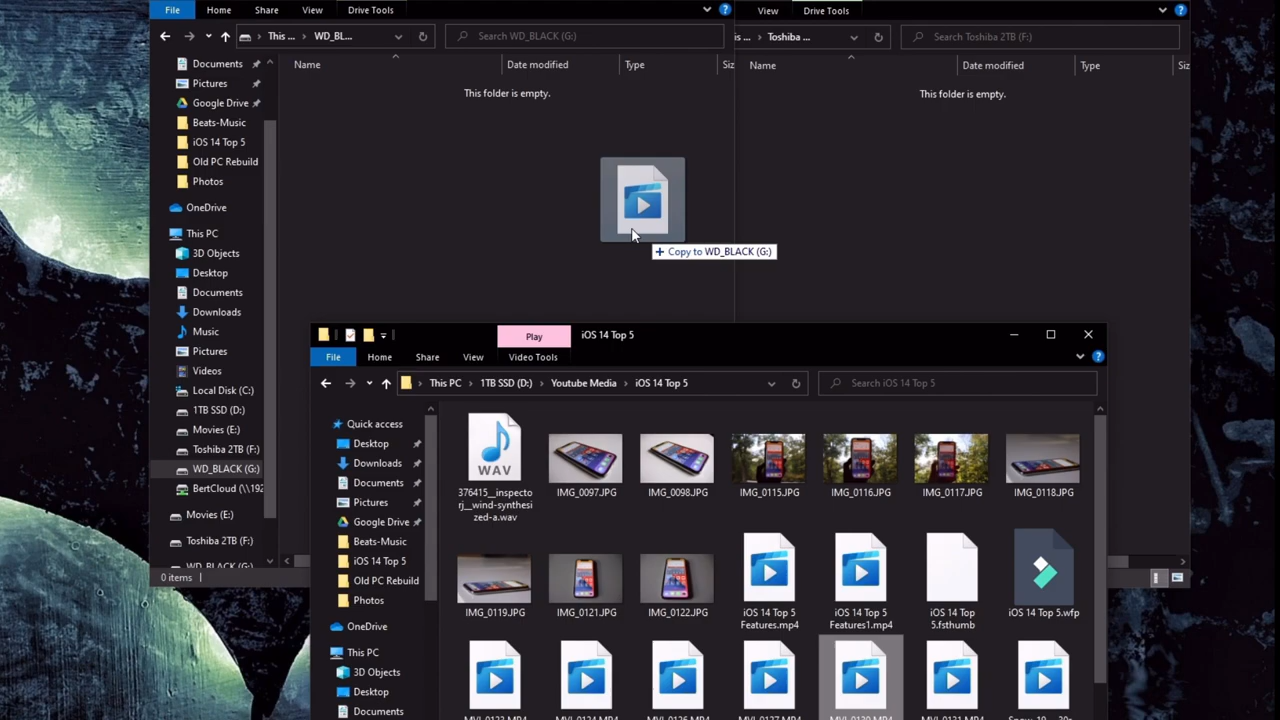 File Home Share View Drive Tools
This ... WD_BL... Search WD_BLACK (G:)
Name Date modified Type Siz
This folder is empty.
Documents
Pictures
Google Drive
Beats-Music
iOS 14 Top 5
Old PC Rebuild
Photos
OneDrive
This PC
3D Objects
Desktop
Documents
Downloads
Music
Pictures
Videos
Local Disk (C:)
1TB SSD (D:)
Movies (E:)
Toshiba 2TB (F:)
WD_BLACK (G:)
BertCloud (\\192
Movies (E:)
Toshiba 2TB (F:)
WD_BLACK (G:)
0 items
View Drive Tools
is ... Toshiba ... Search Toshiba 2TB (F:)
Name Date modified Type Siz
This folder is empty.
Copy to WD_BLACK (G:)
Play iOS 14 Top 5
File Home Share View Video Tools
This PC 1TB SSD (D:) Youtube Media iOS 14 Top 5 Search iOS 14 Top 5
Quick access
Desktop
Downloads
Documents
Pictures
Google Drive
Beats-Music
iOS 14 Top 5
Old PC Rebuild
Photos
OneDrive
This PC
3D Objects
Desktop
Documents
WAV
376415__inspecto
rj__wind-synthesi
zed-a.wav
IMG_0097.JPG
IMG_0098.JPG
IMG_0115.JPG
IMG_0116.JPG
IMG_0117.JPG
IMG_0118.JPG
IMG_0119.JPG
IMG_0121.JPG
IMG_0122.JPG
iOS 14 Top 5
Features.mp4
iOS 14 Top 5
Features1.mp4
iOS 14 Top
5.fsthumb
iOS 14 Top 5.wfp